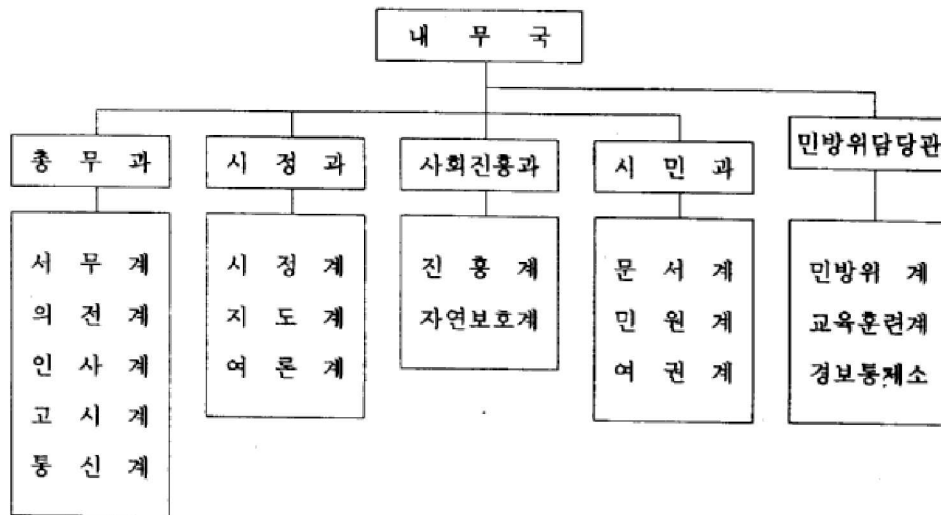 내 무 국
총 무 과
시 정 과
사회진흥과
시 민 과
민방위담당관
서 무 계
의 전 계
인 사 계
고 시 계
통 신 계
시 정 계
지 도 계
여 론 계
진 흥 계
자연보호계
문 서 계
민 원 계
여 권 계
민방위 계
교육훈련계
경보통제소